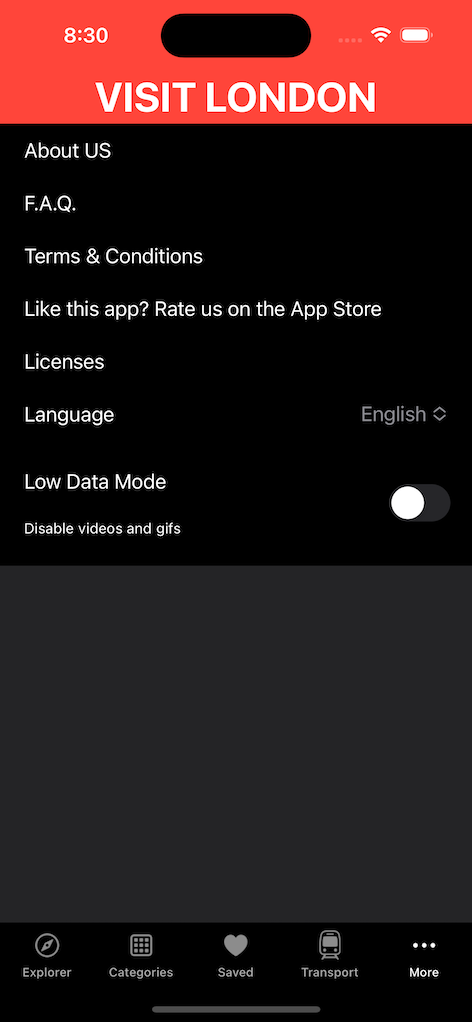 8:30
VISIT LONDON
About US
F.A.Q.
Terms & Conditions
Like this app? Rate us on the App Store
Licenses
Language English
Low Data Mode
Disable videos and gifs
Explorer Categories Saved Transport More